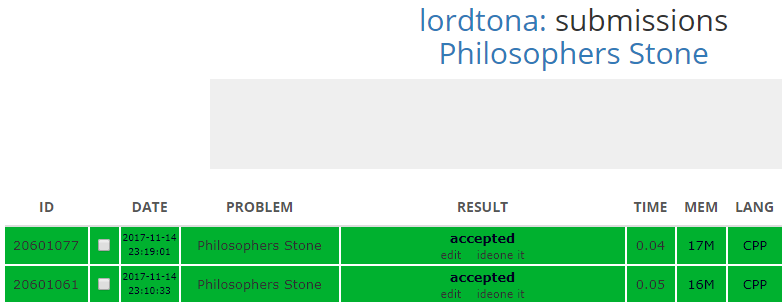 lordtona: submissions
Philosophers Stone
ID DATE PROBLEM RESULT TIME MEM LANG
20601077 2017-11-14 23:19:01 Philosophers Stone accepted edit ideone it 0.04 17M CPP
20601061 2017-11-14 23:10:33 Philosophers Stone accepted edit ideone it 0.05 16M CPP